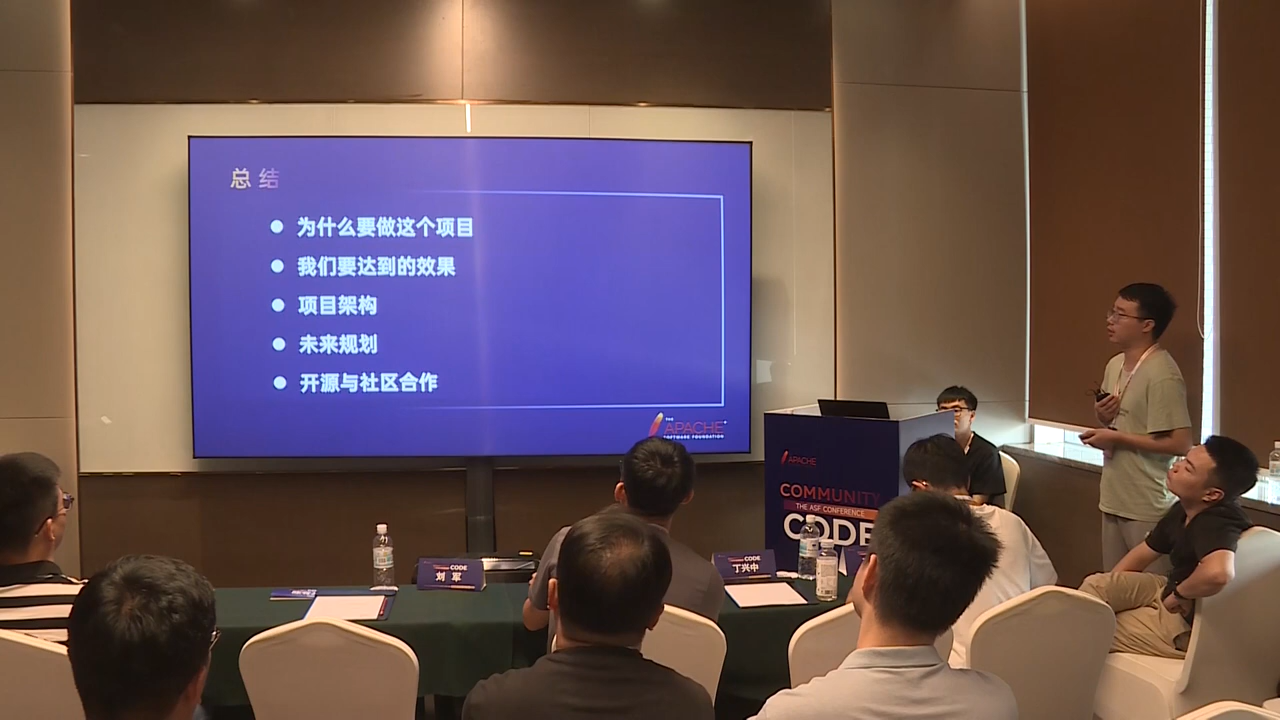 总结
为什么要做这个项目
我们要达到的效果
项目架构
未来规划
开源与社区合作
THE
APACHE
SOFTWARE FOUNDATION
APACHE
COMMUNITY
THE ASF CONFERENCE
CODE
CODE
刘 军
CODE
丁兴中